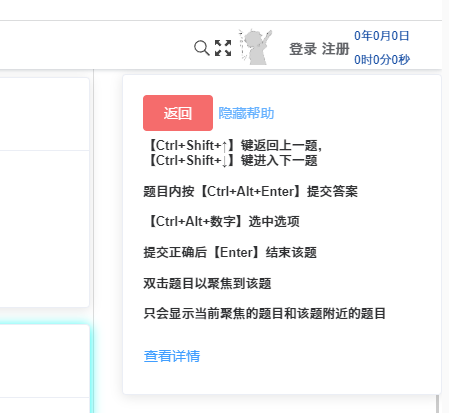 登录 注册
0年0月0日
0时0分0秒
返回 隐藏帮助
【Ctrl+Shift+↑】键返回上一题，
【Ctrl+Shift+↓】键进入下一题
题目内按【Ctrl+Alt+Enter】提交答案
【Ctrl+Alt+数字】选中选项
提交正确后【Enter】结束该题
双击题目以聚焦到该题
只会显示当前聚焦的题目和该题附近的题目
查看详情